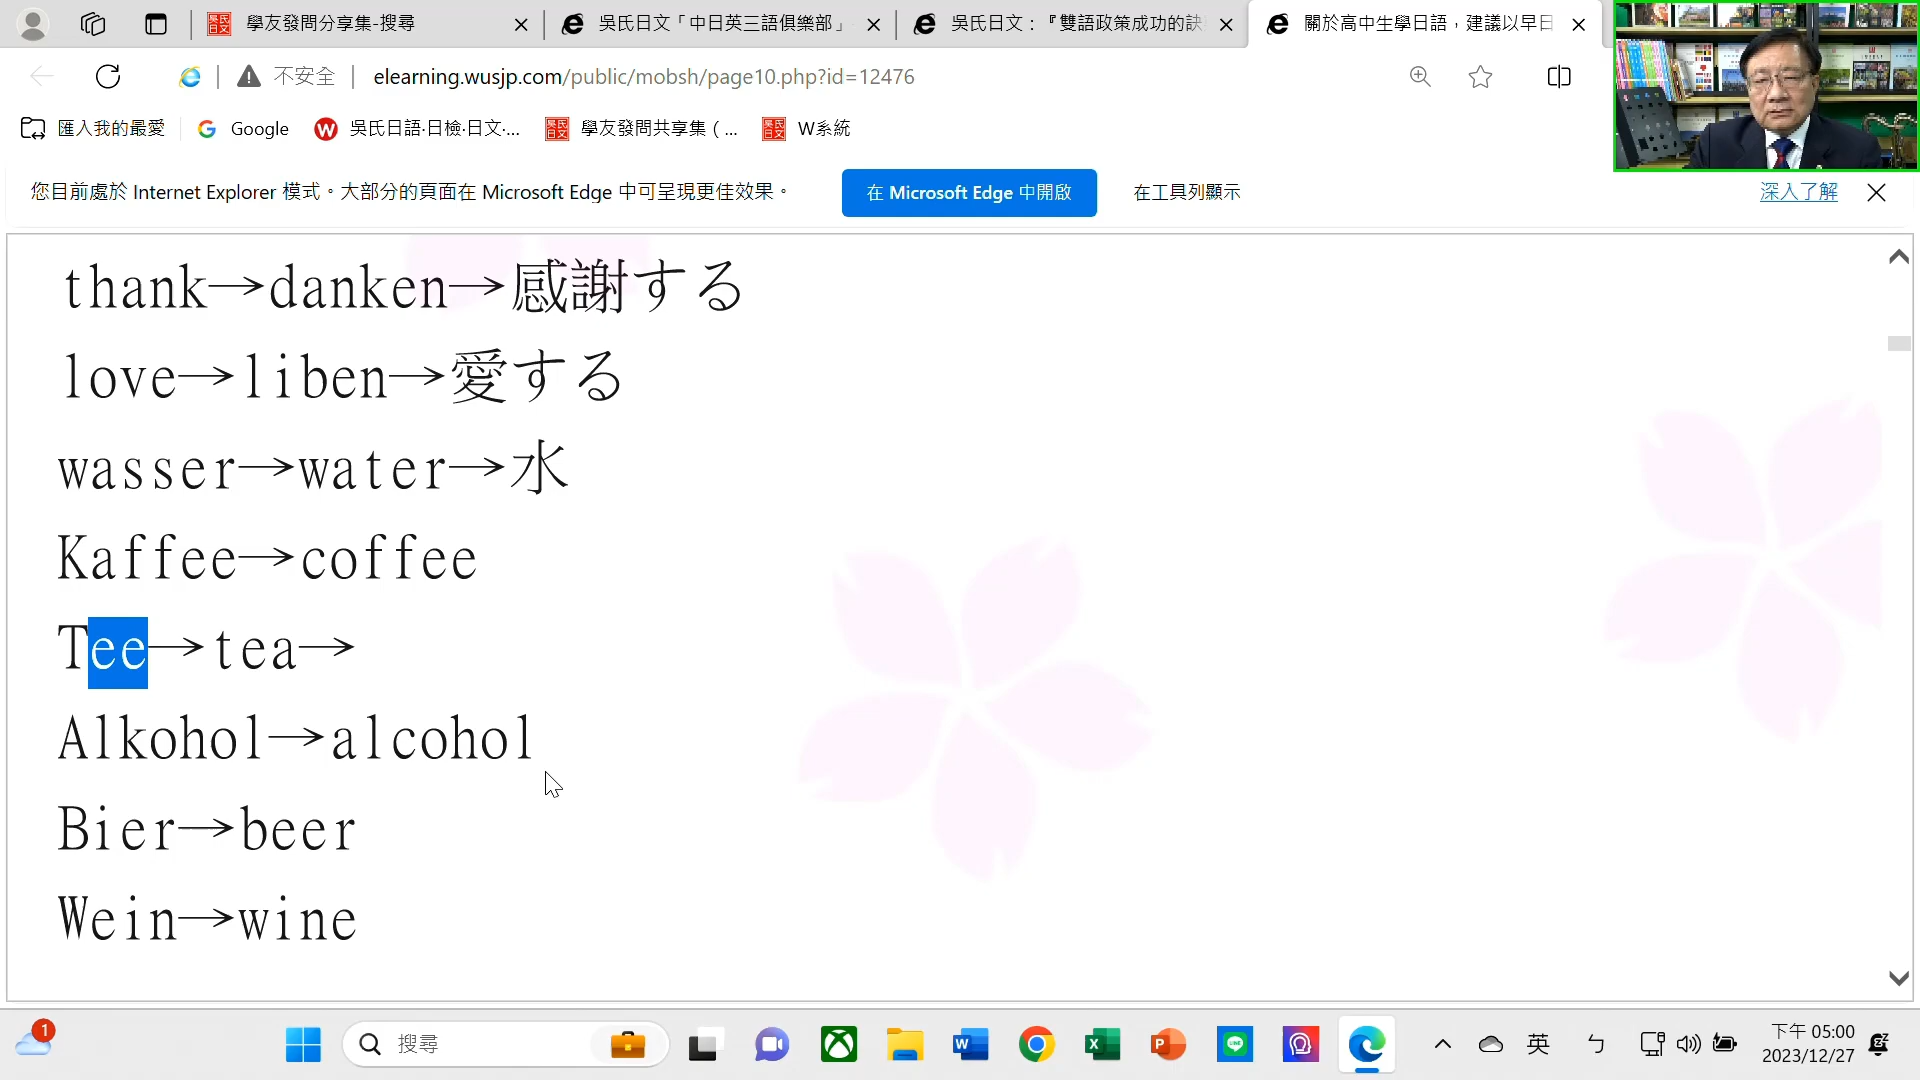 學友發問分享集-搜尋
吳氏日文「中日英三語俱樂部」
吳氏日文：『雙語政策成功的訣
關於高中生學日語，建議以早日
不安全
elearning.wusjp.com/public/mobsh/page10.php?id=12476
匯入我的最愛
Google
吳氏日語·日檢·日文·...
學友發問共享集 ( ...
W系統
您目前處於 Internet Explorer 模式。大部分的頁面在 Microsoft Edge 中可呈現更佳效果。
在 Microsoft Edge 中開啟
在工具列顯示
深入了解
thank→danken→感謝する
love→liben→愛する
wasser→water→水
Kaffee→coffee
Tee→tea→
Alkohol→alcohol
Bier→beer
Wein→wine
1
搜尋
英
ㄅ
下午 05:00
2023/12/27